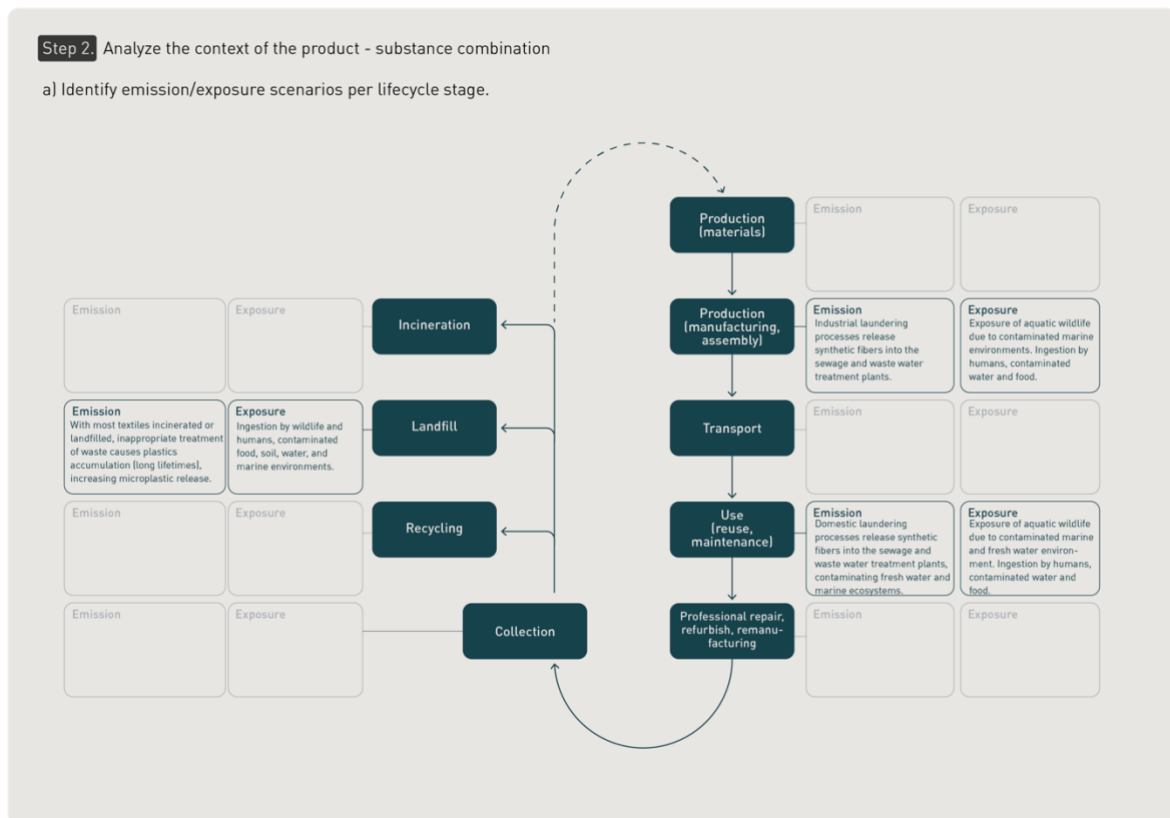 Step 2. Analyze the context of the product - substance combination
a) Identify emission/exposure scenarios per lifecycle stage.
Production
(materials)
Emission
Exposure
Production
(manufacturing,
assembly)
Emission
Industrial laundering
processes release
synthetic fibers into the
sewage and waste water
treatment plants.
Exposure
Exposure of aquatic wildlife
due to contaminated marine
environments. Ingestion by
humans, contaminated
water and food.
Transport
Emission
Exposure
Use
(reuse,
maintenance)
Emission
Domestic laundering
processes release synthetic
fibers into the sewage and
waste water treatment plants,
contaminating fresh water and
marine ecosystems.
Exposure
Exposure of aquatic wildlife
due to contaminated marine
and fresh water environ-
ment. Ingestion by humans,
contaminated water and
food.
Professional repair,
refurbish, remanu-
facturing
Emission
Exposure
Emission
Exposure
Incineration
Emission
With most textiles incinerated or
landfilled, inappropriate treatment
of waste causes plastics
accumulation (long lifetimes),
increasing microplastic release.
Exposure
Ingestion by wildlife and
humans, contaminated
food, soil, water, and
marine environments.
Landfill
Emission
Exposure
Recycling
Emission
Exposure
Collection